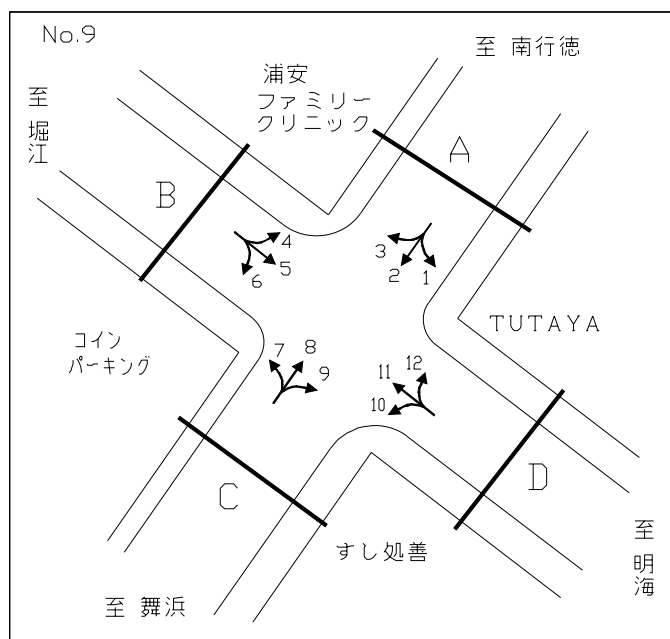 No.9
至 南行徳
浦安
ファミリー
クリニック
至 堀江
A
B
4
5
6
3
2
1
TUTAYA
コイン
パーキング
7
8
9
11
12
10
C
D
すし処善
至 舞浜
至 明海